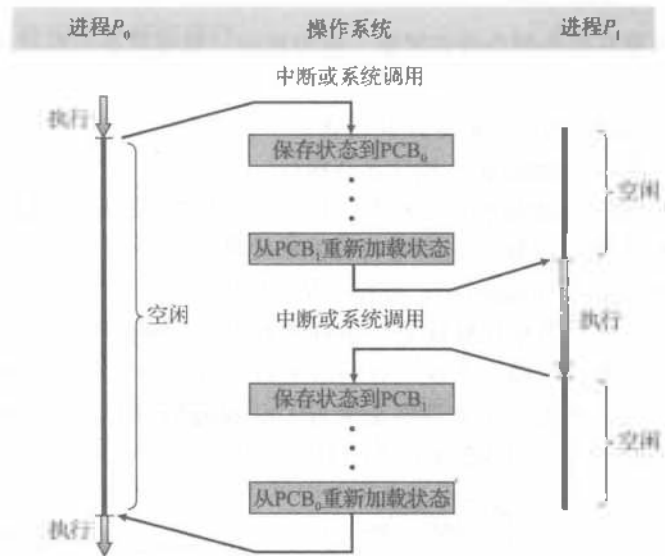 进程P₀ 操作系统 进程P₁
中断或系统调用
执行
保存状态到PCB₀
空闲
从PCB₁重新加载状态
空闲
中断或系统调用
执行
保存状态到PCB₁
空闲
从PCB₀重新加载状态
执行